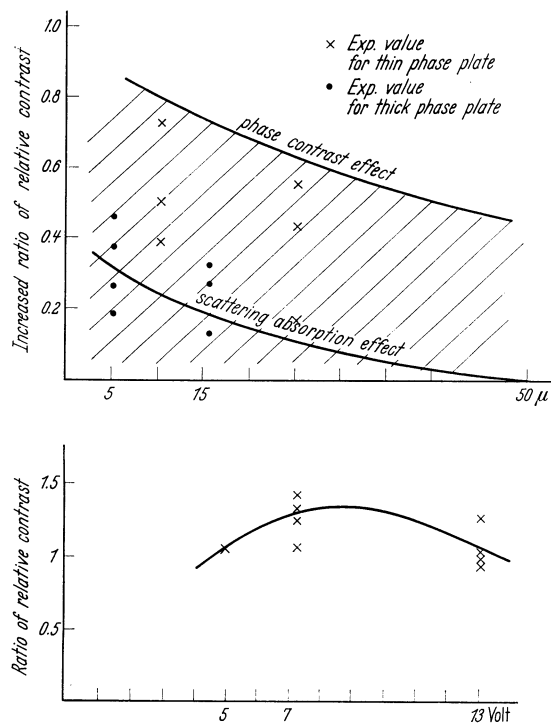 1.0
× Exp. value
for thin phase plate
• Exp. value
for thick phase plate
0.8
phase contrast effect
0.6
0.4
0.2
scattering absorption effect
Increased ratio of relative contrast
5 15 50 μ
1.5
1
0.5
Ratio of relative contrast
5 7 13 Volt